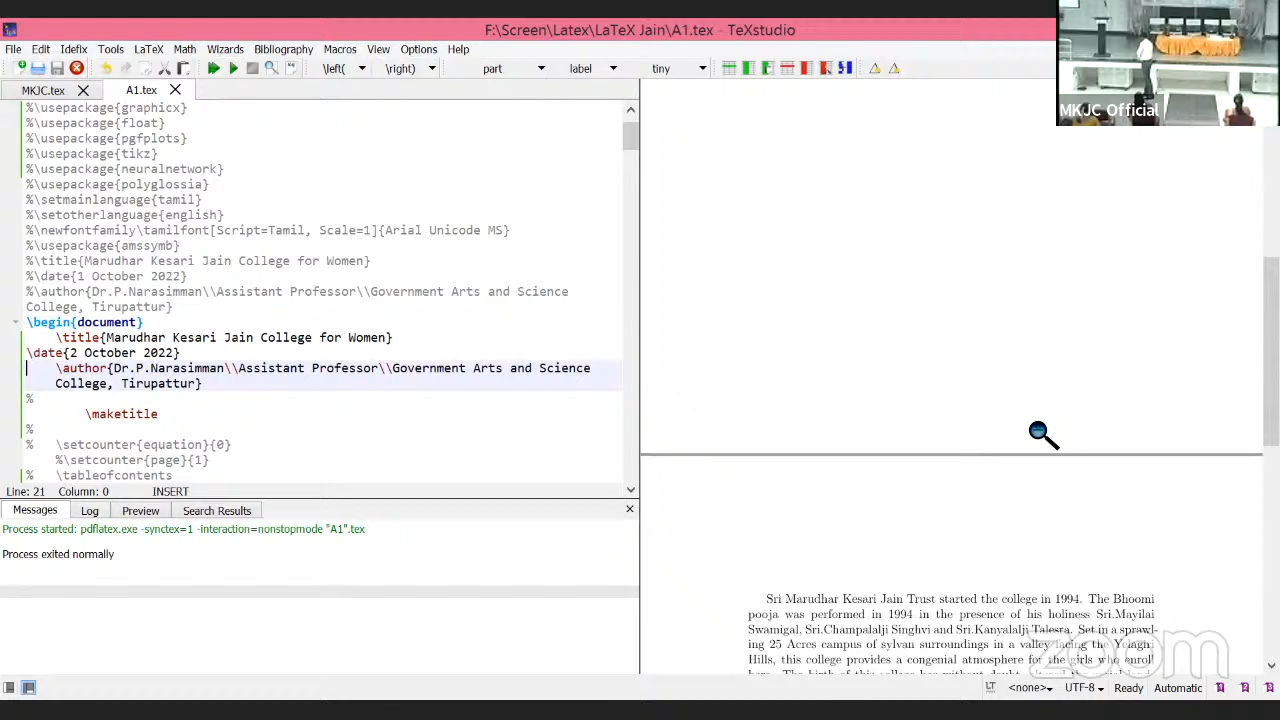 F:\Screen\Latex\LaTeX Jain\A1.tex - TeXstudio
File Edit Idefix Tools LaTeX Math Wizards Bibliography Macros View Options Help
\left( \right) part label tiny
MKJC Official
MKJC.tex A1.tex
%\usepackage{graphicx}
%\usepackage{float}
%\usepackage{pgfplots}
%\usepackage{tikz}
%\usepackage{neuralnetwork}
%\usepackage{polyglossia}
%\setmainlanguage{tamil}
%\setotherlanguage{english}
%\newfontfamily\tamilfont[Script=Tamil, Scale=1]{Arial Unicode MS}
%\usepackage{amssymb}
%\title{Marudhar Kesari Jain College for Women}
%\date{1 October 2022}
%\author{Dr.P.Narasimman\\Assistant Professor\\Government Arts and Science
College, Tirupattur}
\begin{document}
\title{Marudhar Kesari Jain College for Women}
\date{2 October 2022}
\author{Dr.P.Narasimman\\Assistant Professor\\Government Arts and Science
College, Tirupattur}
%
\maketitle
%
% \setcounter{equation}{0}
%\setcounter{page}{1}
% \tableofcontents
Line: 21 Column: 0 INSERT
Messages Log Preview Search Results
Process started: pdflatex.exe -synctex=1 -interaction=nonstopmode "A1".tex
Process exited normally
Sri Marudhar Kesari Jain Trust started the college in 1994. The Bhoomi
pooja was performed in 1994 in the presence of his holiness Sri.Mayilai
Swamigal, Sri.Champalalji Singhvi and Sri.Kanyalalji Talesra. Set in a sprawl-
ing 25 Acres campus of sylvan surroundings in a valley facing the Yelagiri
Hills, this college provides a congenial atmosphere for the girls who enroll
zoom
<none> UTF-8 Ready Automatic